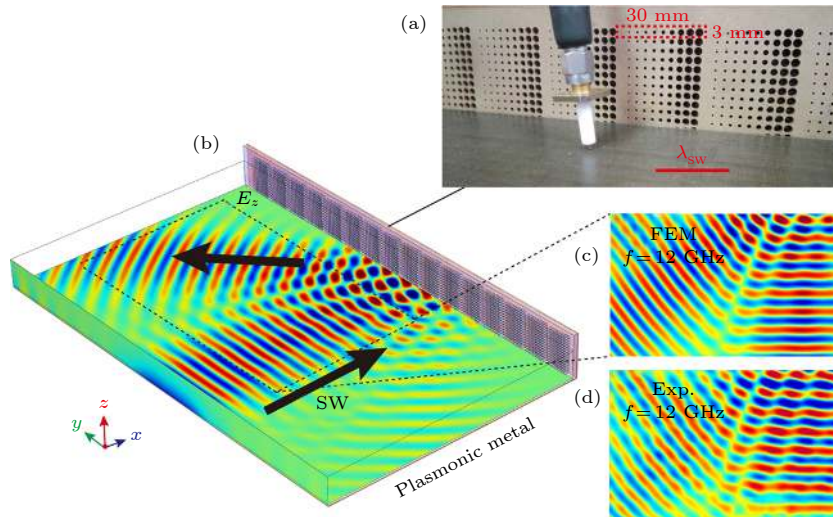 (a)
30 mm
3 mm
λsw
(b)
Ez
SW
Plasmonic metal
z
y
x
(c)
FEM
f = 12 GHz
(d)
Exp.
f = 12 GHz